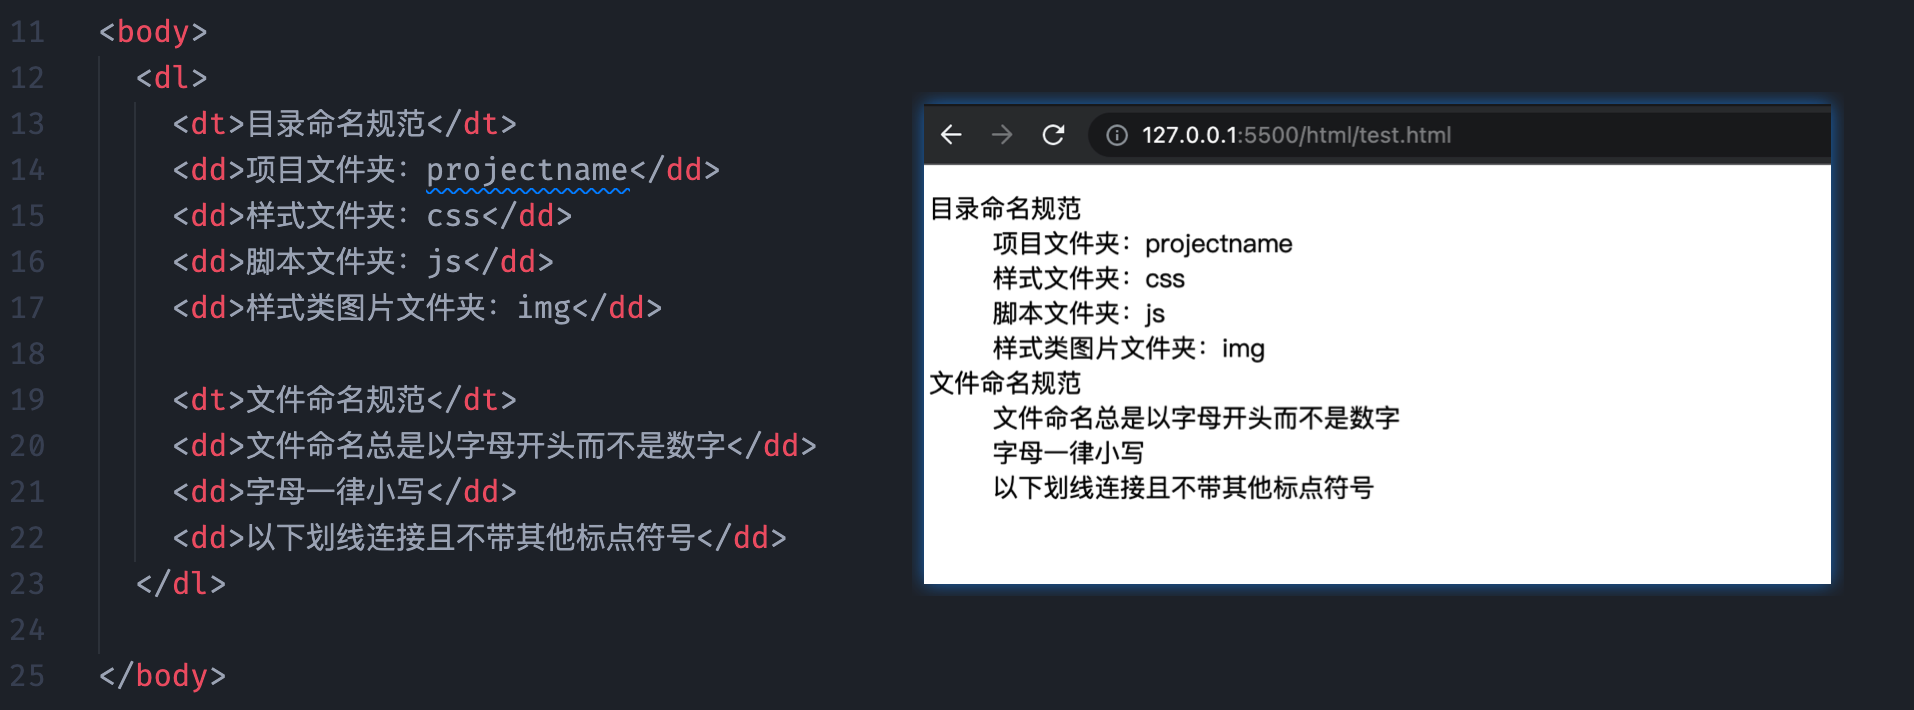 11 <body>
12 <dl>
13 <dt>目录命名规范</dt>
14 <dd>项目文件夹：projectname</dd>
15 <dd>样式文件夹：css</dd>
16 <dd>脚本文件夹：js</dd>
17 <dd>样式类图片文件夹：img</dd>
18
19 <dt>文件命名规范</dt>
20 <dd>文件命名总是以字母开头而不是数字</dd>
21 <dd>字母一律小写</dd>
22 <dd>以下划线连接且不带其他标点符号</dd>
23 </dl>
24
25 </body>
127.0.0.1:5500/html/test.html
目录命名规范
项目文件夹：projectname
样式文件夹：css
脚本文件夹：js
样式类图片文件夹：img
文件命名规范
文件命名总是以字母开头而不是数字
字母一律小写
以下划线连接且不带其他标点符号